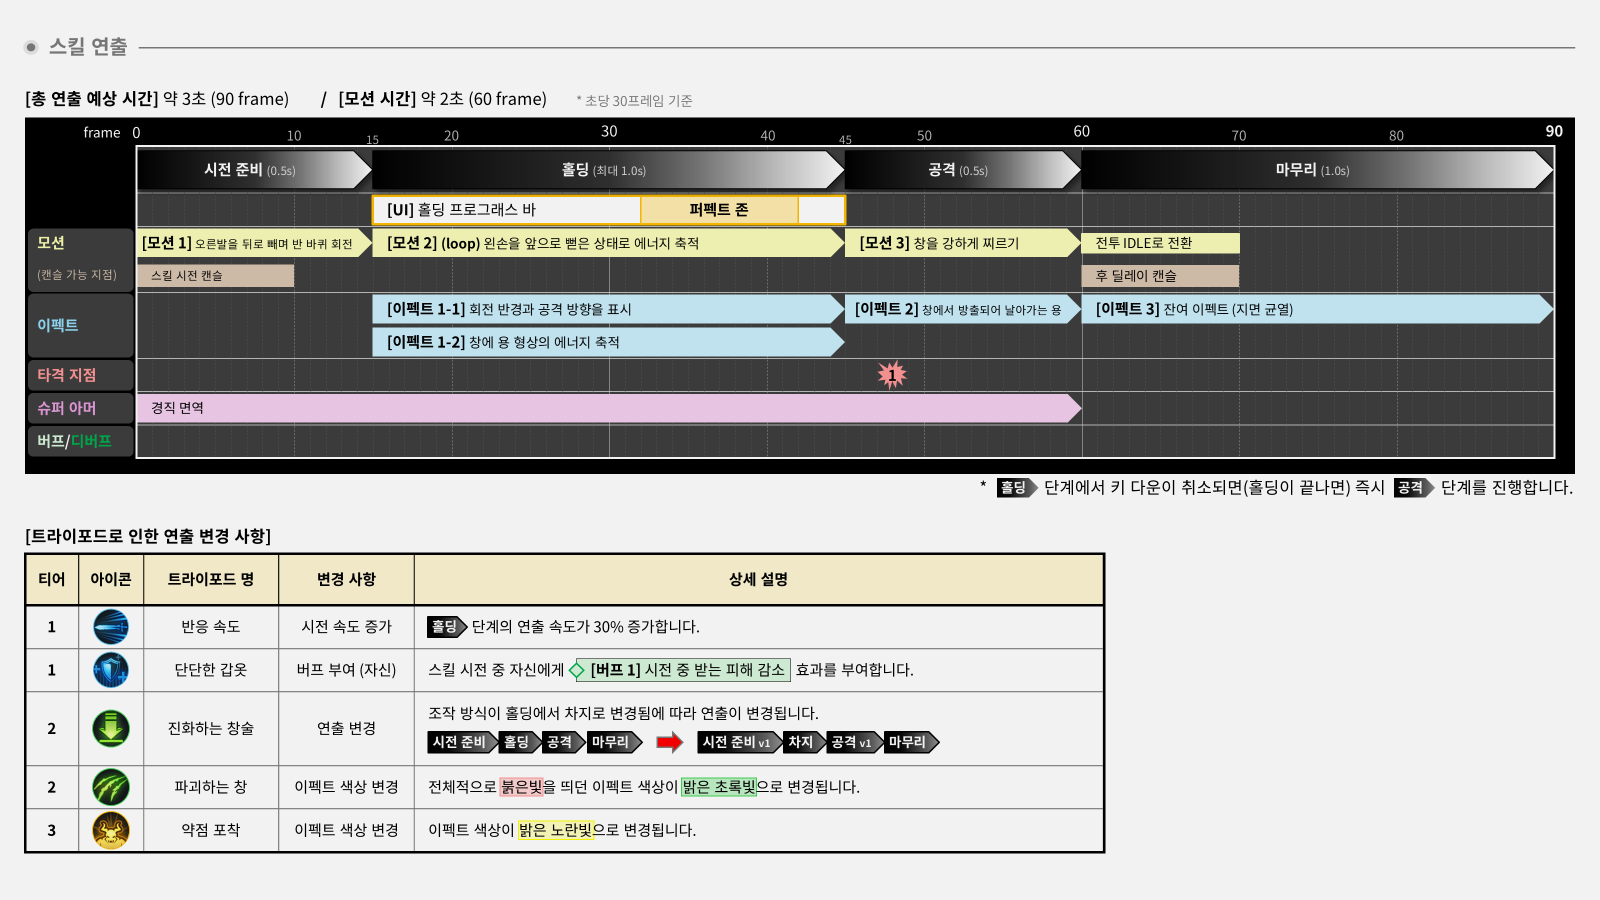 스킬 연출
[총 연출 예상 시간] 약 3초 (90 frame) / [모션 시간] 약 2초 (60 frame) * 초당 30프레임 기준
frame 0 10 15 20 30 40 45 50 60 70 80 90
시전 준비 (0.5s) 홀딩 (최대 1.0s) 공격 (0.5s) 마무리 (1.0s)
[UI] 홀딩 프로그래스 바 퍼펙트 존
모션 [모션 1] 오른발을 뒤로 빼며 반 바퀴 회전 [모션 2] (loop) 왼손을 앞으로 뻗은 상태로 에너지 축적 [모션 3] 창을 강하게 찌르기 전투 IDLE로 전환
(캔슬 가능 지점) 스킬 시전 캔슬 후 딜레이 캔슬
이펙트 [이펙트 1-1] 회전 반경과 공격 방향을 표시 [이펙트 2] 창에서 방출되어 날아가는 용 [이펙트 3] 잔여 이펙트 (지면 균열)
[이펙트 1-2] 창에 용 형상의 에너지 축적
타격 지점 1
슈퍼 아머 경직 면역
버프/디버프
* 홀딩 단계에서 키 다운이 취소되면(홀딩이 끝나면) 즉시 공격 단계를 진행합니다.
[트라이포드로 인한 연출 변경 사항]
티어 아이콘 트라이포드 명 변경 사항 상세 설명
1 반응 속도 시전 속도 증가 홀딩 단계의 연출 속도가 30% 증가합니다.
1 단단한 갑옷 버프 부여 (자신) 스킬 시전 중 자신에게 [버프 1] 시전 중 받는 피해 감소 효과를 부여합니다.
2 진화하는 창술 연출 변경 조작 방식이 홀딩에서 차지로 변경됨에 따라 연출이 변경됩니다.
시전 준비 홀딩 공격 마무리 시전 준비 v1 차지 공격 v1 마무리
2 파괴하는 창 이펙트 색상 변경 전체적으로 붉은빛을 띄던 이펙트 색상이 밝은 초록빛으로 변경됩니다.
3 약점 포착 이펙트 색상 변경 이펙트 색상이 밝은 노란빛으로 변경됩니다.